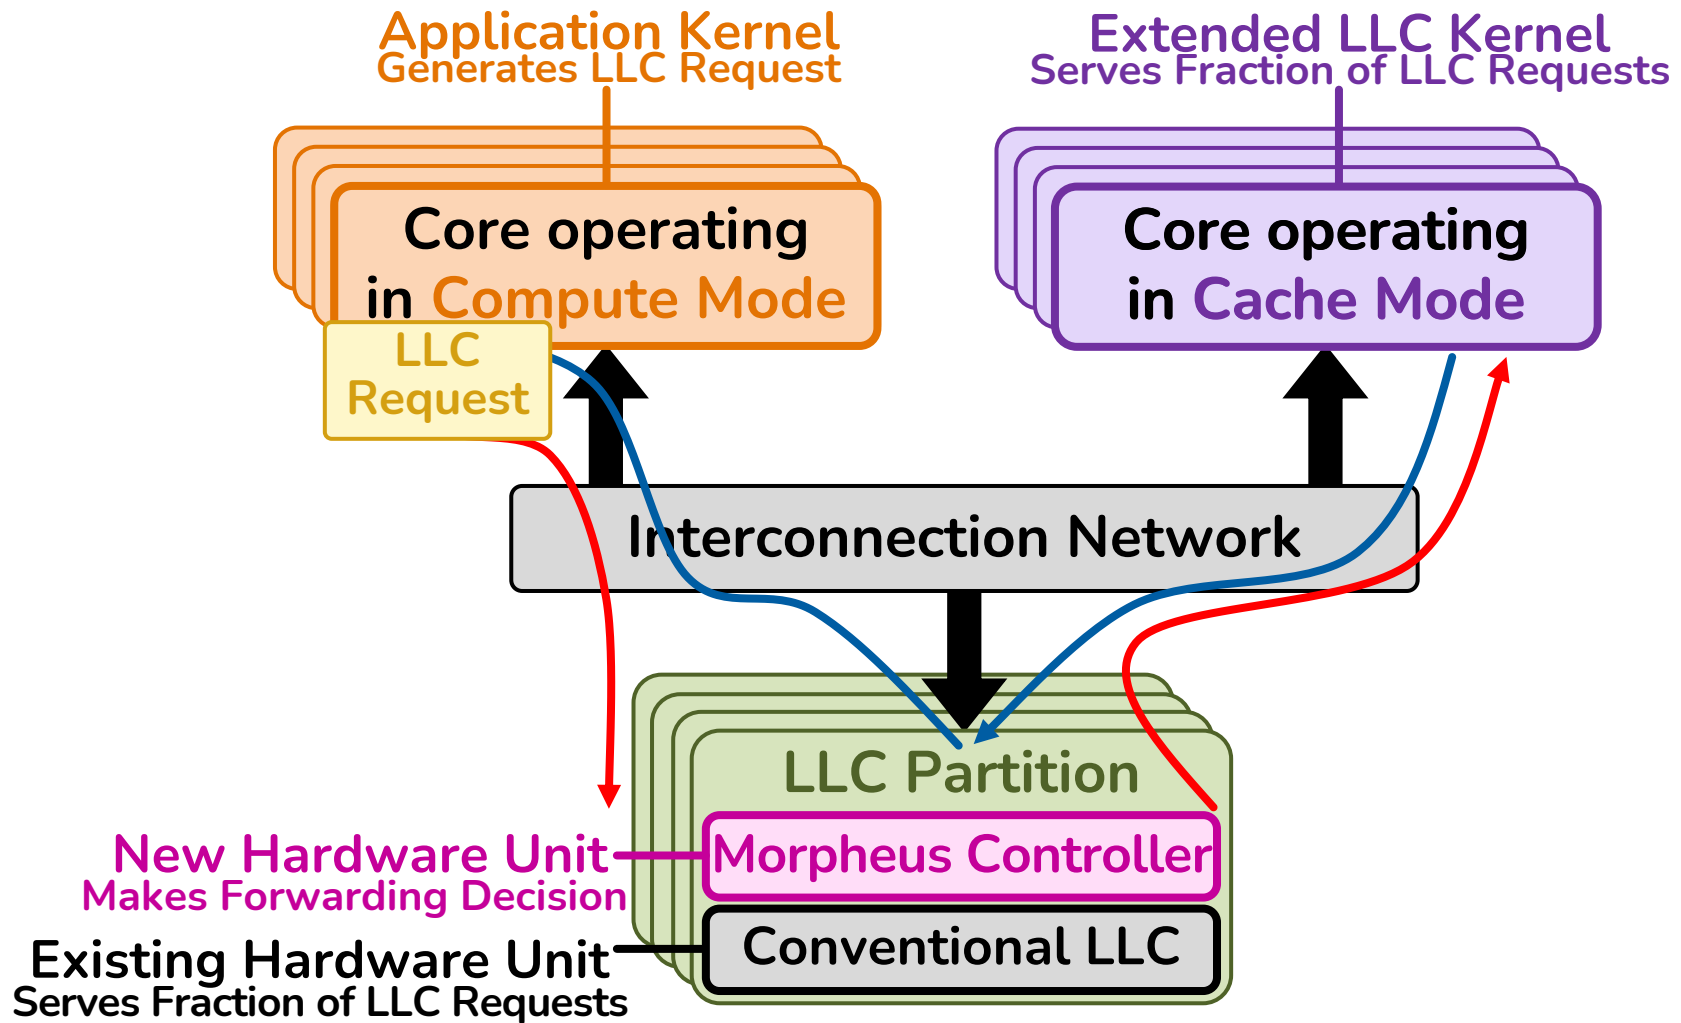 Application Kernel
Generates LLC Request
Extended LLC Kernel
Serves Fraction of LLC Requests
Core operating
in Compute Mode
Core operating
in Cache Mode
LLC
Request
Interconnection Network
LLC Partition
New Hardware Unit
Makes Forwarding Decision
Morpheus Controller
Existing Hardware Unit
Serves Fraction of LLC Requests
Conventional LLC